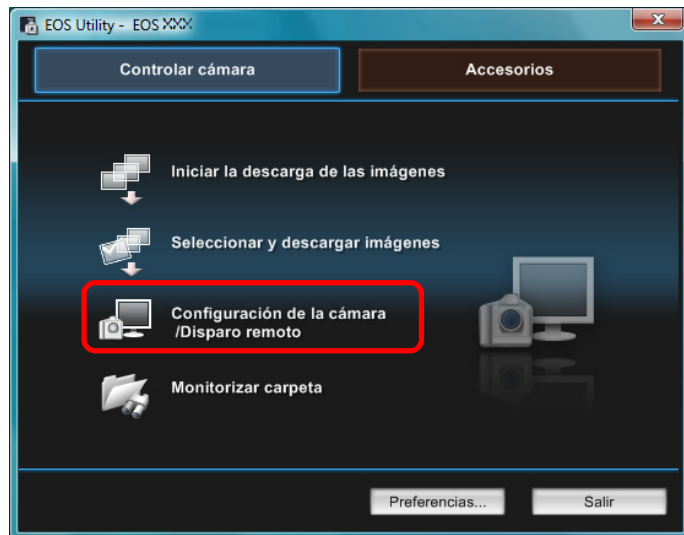 EOS Utility - EOS XXX
Controlar cámara
Accesorios
Iniciar la descarga de las imágenes
Seleccionar y descargar imágenes
Configuración de la cámara
/Disparo remoto
Monitorizar carpeta
Preferencias...
Salir